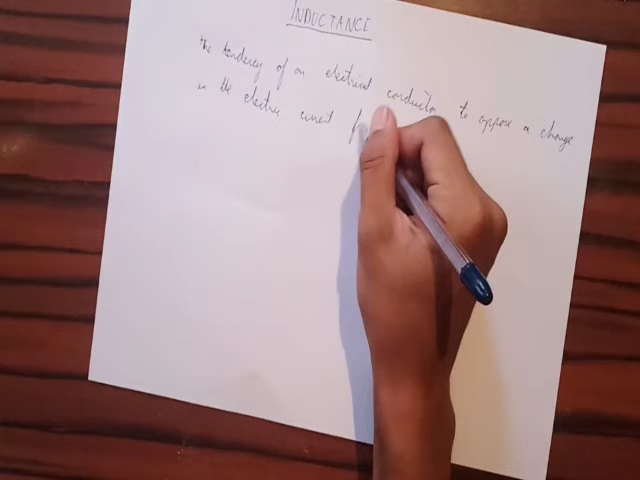 INDUCTANCE
the tendency of an electrical conductor to oppose a change
in the electric current